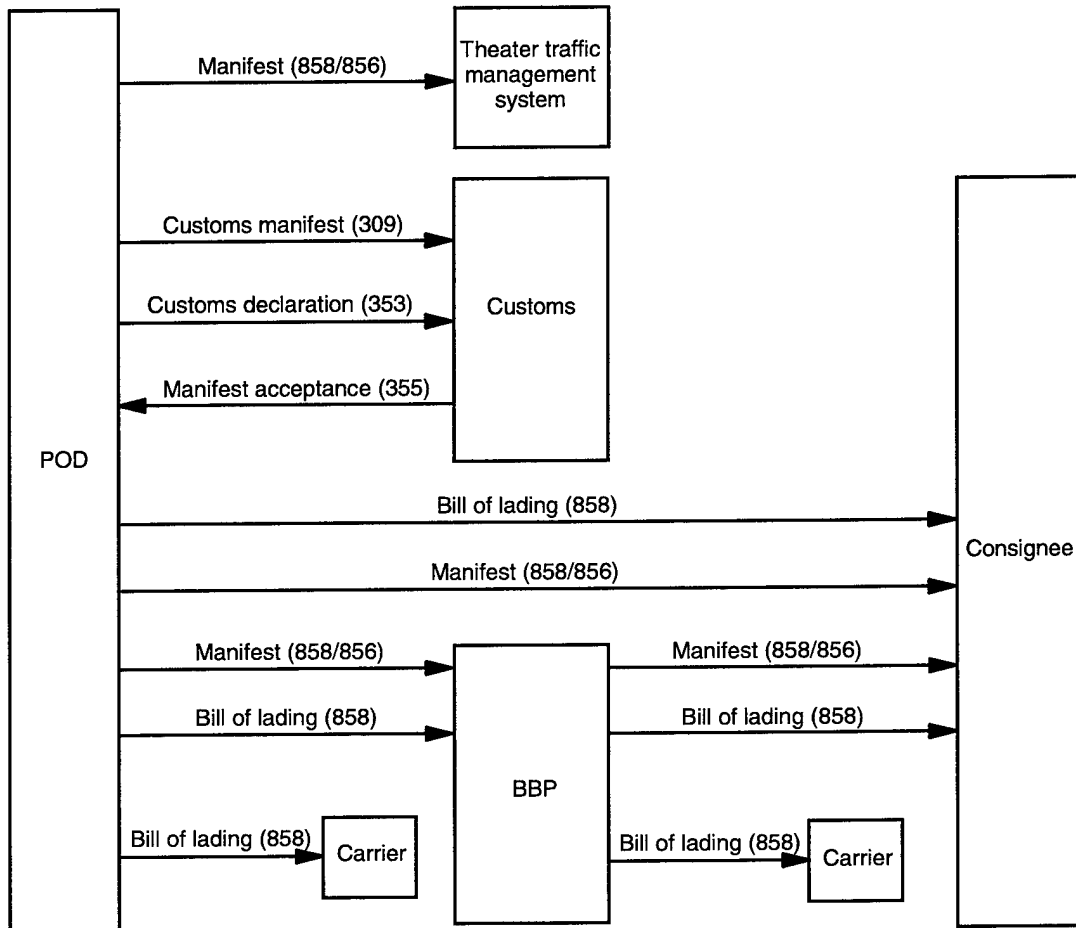 Theater traffic
management
system
Manifest (858/856)
Customs manifest (309)
Customs declaration (353)
Customs
Manifest acceptance (355)
POD
Bill of lading (858)
Consignee
Manifest (858/856)
Manifest (858/856)
Manifest (858/856)
Bill of lading (858)
Bill of lading (858)
BBP
Bill of lading (858)
Carrier
Bill of lading (858)
Carrier